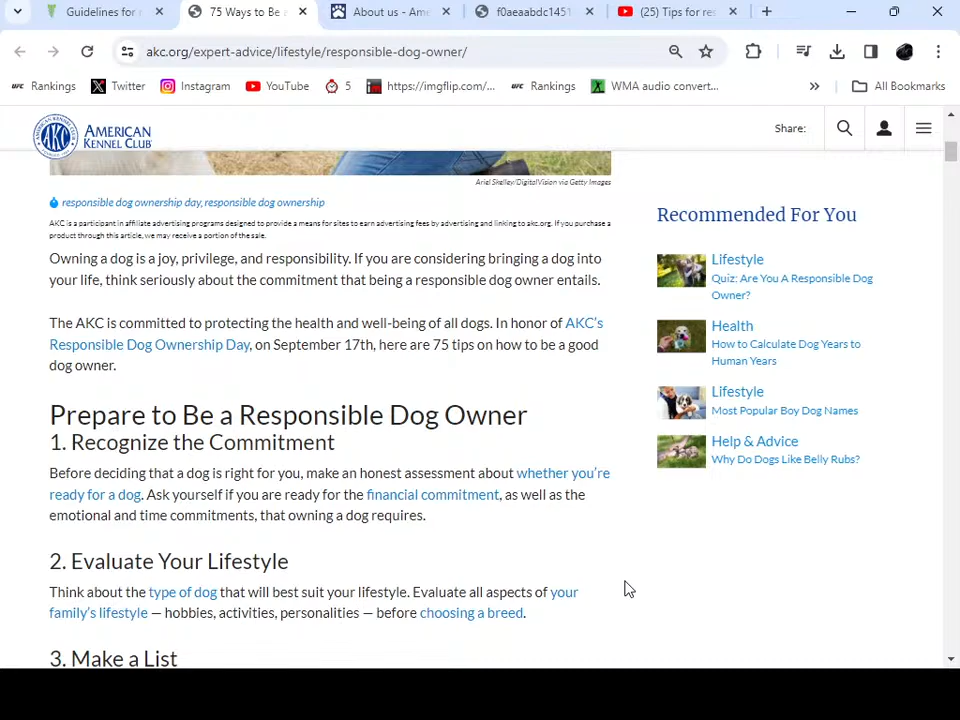 Guidelines for r
75 Ways to Be a
About us - Ame
f0aeaabdc1451
(25) Tips for res
akc.org/expert-advice/lifestyle/responsible-dog-owner/
UFC Rankings
Twitter
Instagram
YouTube
5
https://imgflip.com/...
UFC Rankings
WMA audio convert...
All Bookmarks
AMERICAN KENNEL CLUB
AKC
AMERICAN
KENNEL CLUB
Share:
Ariel Skelley/DigitalVision via Getty Images
responsible dog ownership day, responsible dog ownership
AKC is a participant in affiliate advertising programs designed to provide a means for sites to earn advertising fees by advertising and linking to akc.org. If you purchase a
product through this article, we may receive a portion of the sale.
Owning a dog is a joy, privilege, and responsibility. If you are considering bringing a dog into
your life, think seriously about the commitment that being a responsible dog owner entails.
The AKC is committed to protecting the health and well-being of all dogs. In honor of AKC's
Responsible Dog Ownership Day, on September 17th, here are 75 tips on how to be a good
dog owner.
Prepare to Be a Responsible Dog Owner
1. Recognize the Commitment
Before deciding that a dog is right for you, make an honest assessment about whether you're
ready for a dog. Ask yourself if you are ready for the financial commitment, as well as the
emotional and time commitments, that owning a dog requires.
2. Evaluate Your Lifestyle
Think about the type of dog that will best suit your lifestyle. Evaluate all aspects of your
family's lifestyle — hobbies, activities, personalities — before choosing a breed.
3. Make a List
Recommended For You
Lifestyle
Quiz: Are You A Responsible Dog
Owner?
Health
How to Calculate Dog Years to
Human Years
Lifestyle
Most Popular Boy Dog Names
Help & Advice
Why Do Dogs Like Belly Rubs?